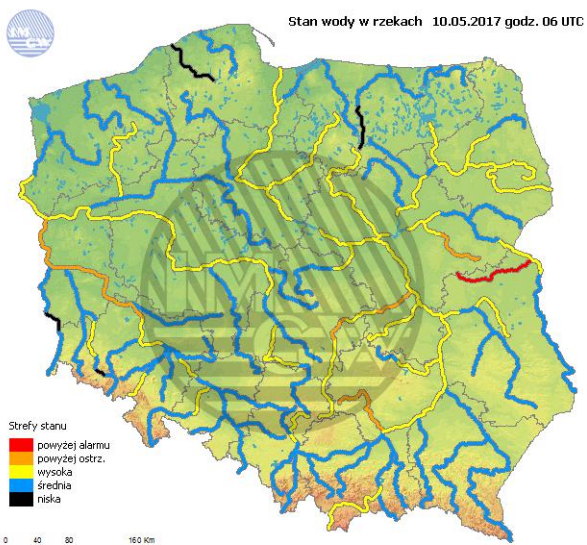 Stan wody w rzekach 10.05.2017 godz. 06 UTC
Strefy stanu
powyżej alarmu
powyżej ostrz.
wysoka
średnia
niska
0 40 80 160 Km